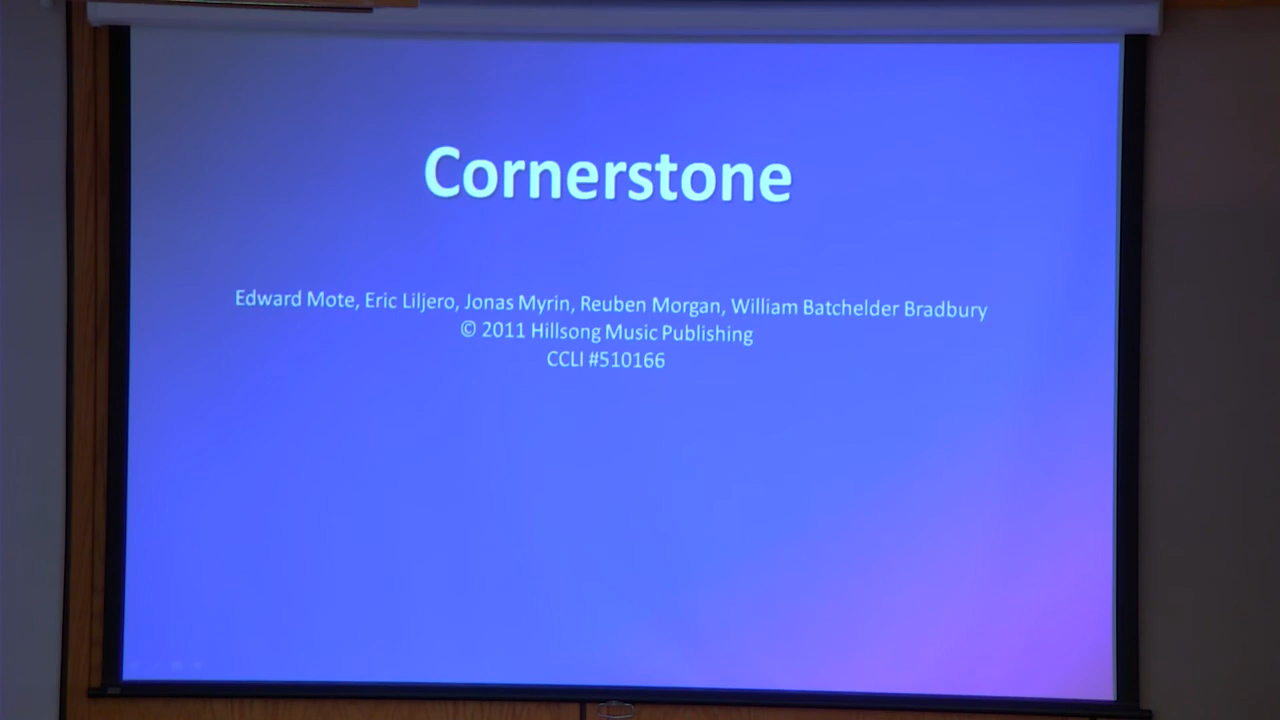 Cornerstone
Edward Mote, Eric Liljero, Jonas Myrin, Reuben Morgan, William Batchelder Bradbury
© 2011 Hillsong Music Publishing
CCLI #510166